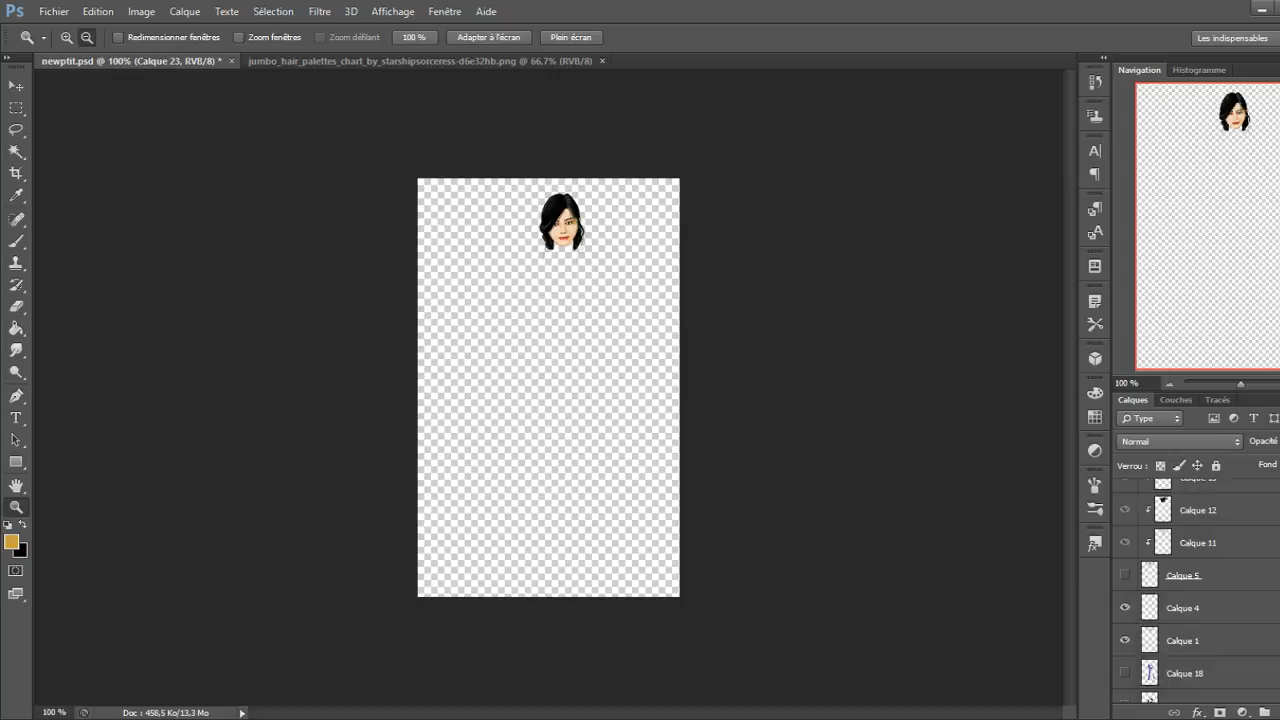 Ps Fichier Edition Image Calque Texte Sélection Filtre 3D Affichage Fenêtre Aide
Redimensionner fenêtres Zoom fenêtres Zoom défilant 100 % Adapter à l'écran Plein écran Les indispensables
newptit.psd @ 100% (Calque 23, RVB/8) * × jumbo_hair_palettes_chart_by_starshipsorceress-d6e32hb.png @ 66,7% (RVB/8) ×
Navigation Histogramme
100 %
Calques Couches Tracés
Type
Normal Opacité
Verrou : Fond
Calque 12
Calque 11
Calque 5
Calque 4
Calque 1
Calque 18
100 % Doc : 458,5 Ko/13,3 Mo